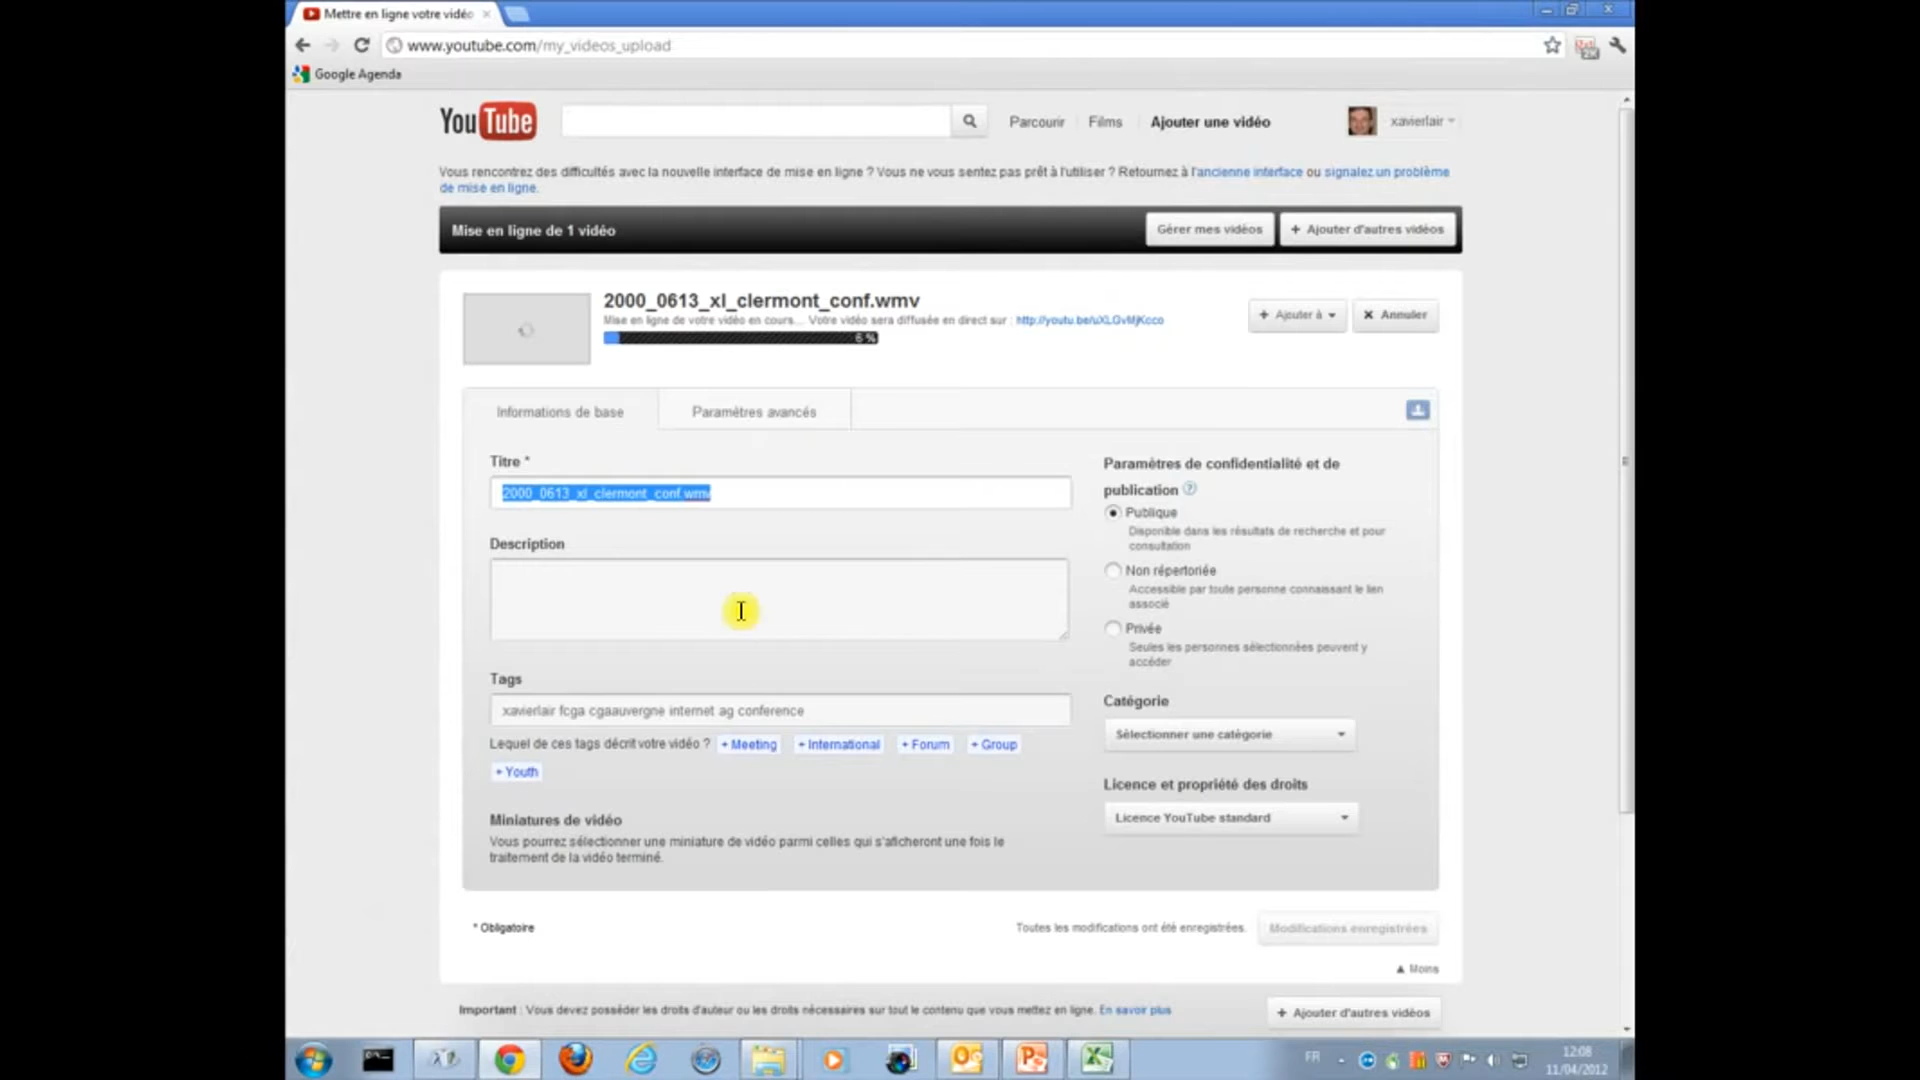 Mettre en ligne votre vidéo
www.youtube.com/my_videos_upload
Google Agenda
YouTube
Parcourir
Films
Ajouter une vidéo
xavierlair
Vous rencontrez des difficultés avec la nouvelle interface de mise en ligne ? Vous ne vous sentez pas prêt à l'utiliser ? Retournez à l'ancienne interface ou signalez un problème
de mise en ligne.
Mise en ligne de 1 vidéo
Gérer mes vidéos
+ Ajouter d'autres vidéos
2000_0613_xl_clermont_conf.wmv
Mise en ligne de votre vidéo en cours... Votre vidéo sera diffusée en direct sur :
6 %
+ Ajouter à
Annuler
Informations de base
Paramètres avancés
Titre *
2000_0613_xl_clermont_conf.wmv
Description
Tags
xavierlair fcga cgaauvergne internet ag conference
Lequel de ces tags décrit votre vidéo ? + Meeting + International + Forum + Group
+ Youth
Miniatures de vidéo
Vous pourrez sélectionner une miniature de vidéo parmi celles qui s'aficheront une fois le
traitement de la vidéo terminé.
Paramètres de confidentialité et de
publication ?
Publique
Disponible dans les résultats de recherche et pour
consultation
Non répertoriée
Accessible par toute personne connaissant le lien
associé
Privée
Seules les personnes sélectionnées peuvent y
accéder
Catégorie
Sélectionner une catégorie
Licence et propriété des droits
Licence YouTube standard
* Obligatoire
Toutes les modifications ont été enregistrées.
Modifications enregistrées
Moins
Important : Vous devez posséder les droits d'auteur ou les droits nécessaires sur tout le contenu que vous mettez en ligne. En savoir plus
+ Ajouter d'autres vidéos
FR
12:08
11/04/2012